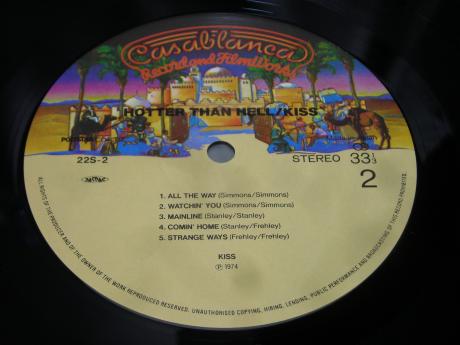 Casablanca
Record and FilmWorks
HOTTER THAN HELL/KISS
22S-2
STEREO 33 1/3
2
1. ALL THE WAY (Simmons/Simmons)
2. WATCHIN' YOU (Simmons/Simmons)
3. MAINLINE (Stanley/Stanley)
4. COMIN' HOME (Stanley/Frehley)
5. STRANGE WAYS (Frehley/Frehley)
KISS
℗ 1974
ALL RIGHTS OF THE PRODUCER AND OF THE OWNER OF THE WORK REPRODUCED RESERVED. UNAUTHORISED COPYING, HIRING, LENDING, PUBLIC PERFORMANCE AND BROADCASTING OF THIS RECORD PROHIBITED.